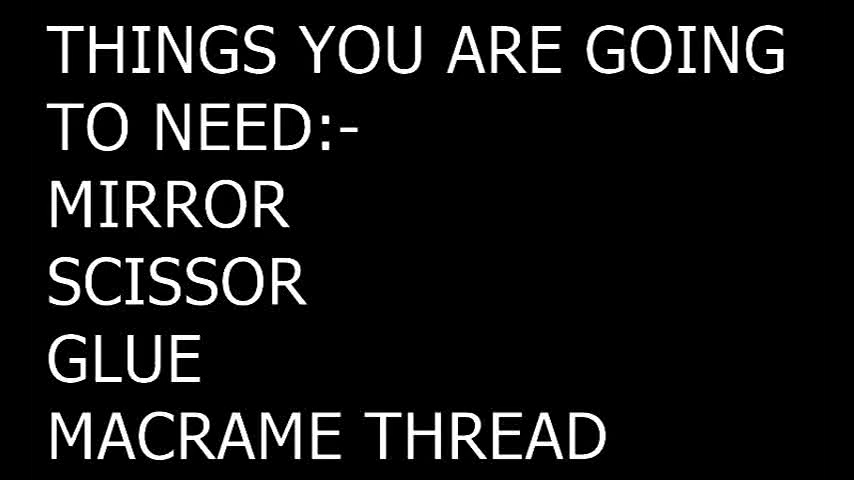 THINGS YOU ARE GOING
TO NEED:-
MIRROR
SCISSOR
GLUE
MACRAME THREAD